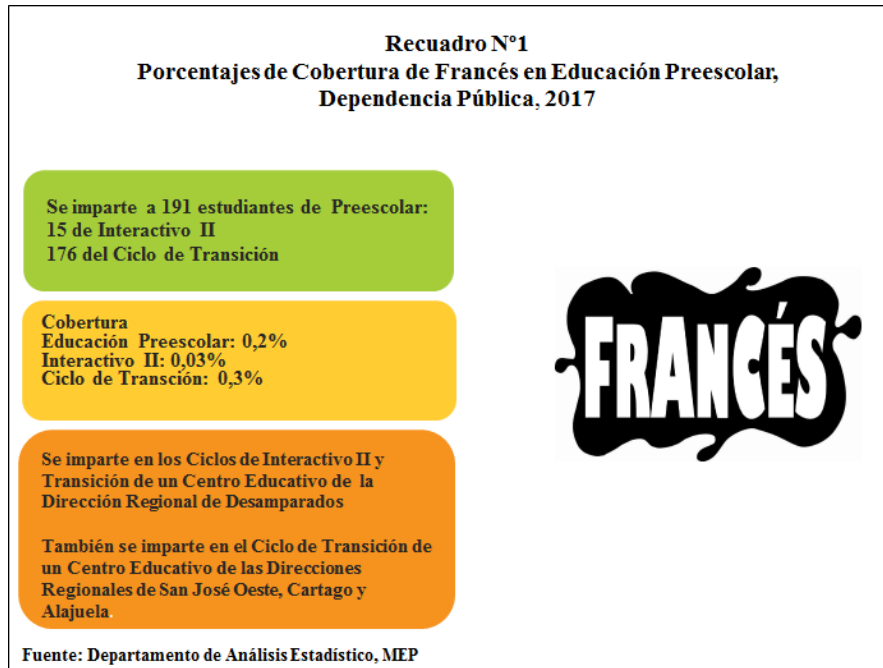 Recuadro N°1
Porcentajes de Cobertura de Francés en Educación Preescolar,
Dependencia Pública, 2017
Se imparte a 191 estudiantes de Preescolar:
15 de Interactivo II
176 del Ciclo de Transición
Cobertura
Educación Preescolar: 0,2%
Interactivo II: 0,03%
Ciclo de Transción: 0,3%
Se imparte en los Ciclos de Interactivo II y
Transición de un Centro Educativo de la
Dirección Regional de Desamparados
También se imparte en el Ciclo de Transición de
un Centro Educativo de las Direcciones
Regionales de San José Oeste, Cartago y
Alajuela.
FRANCÉS
Fuente: Departamento de Análisis Estadístico, MEP